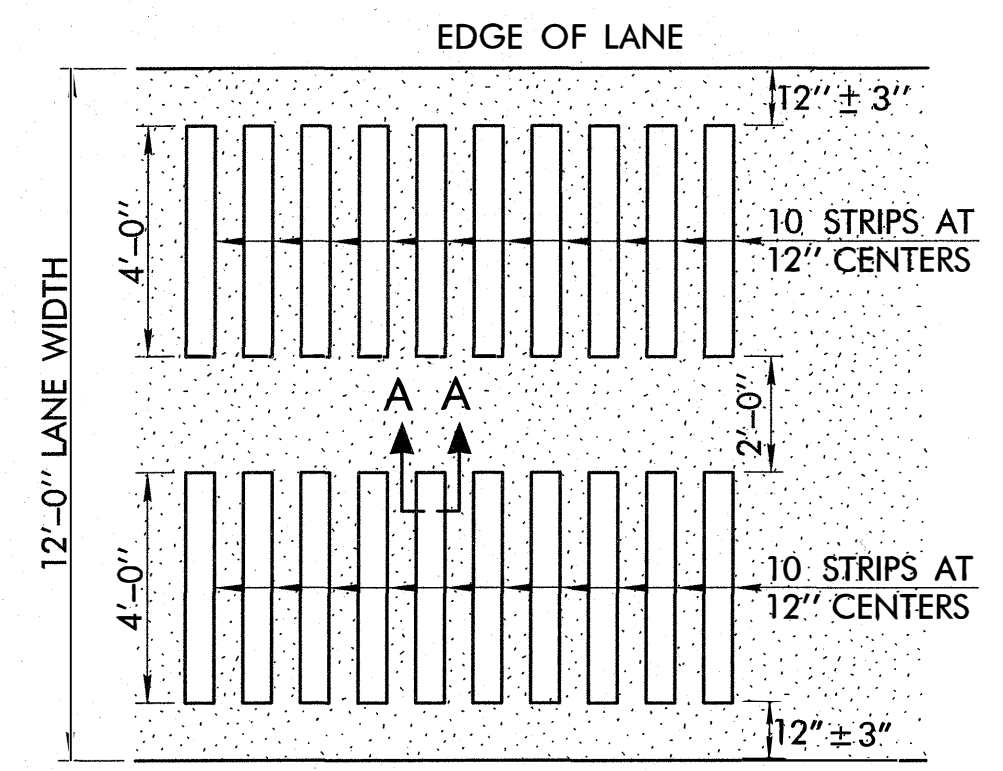 EDGE OF LANE
12'' ± 3''
4'–0''
10 STRIPS AT
12'' CENTERS
12'–0'' LANE WIDTH
A A
2'–0''
4'–0''
10 STRIPS AT
12'' CENTERS
12" ± 3"